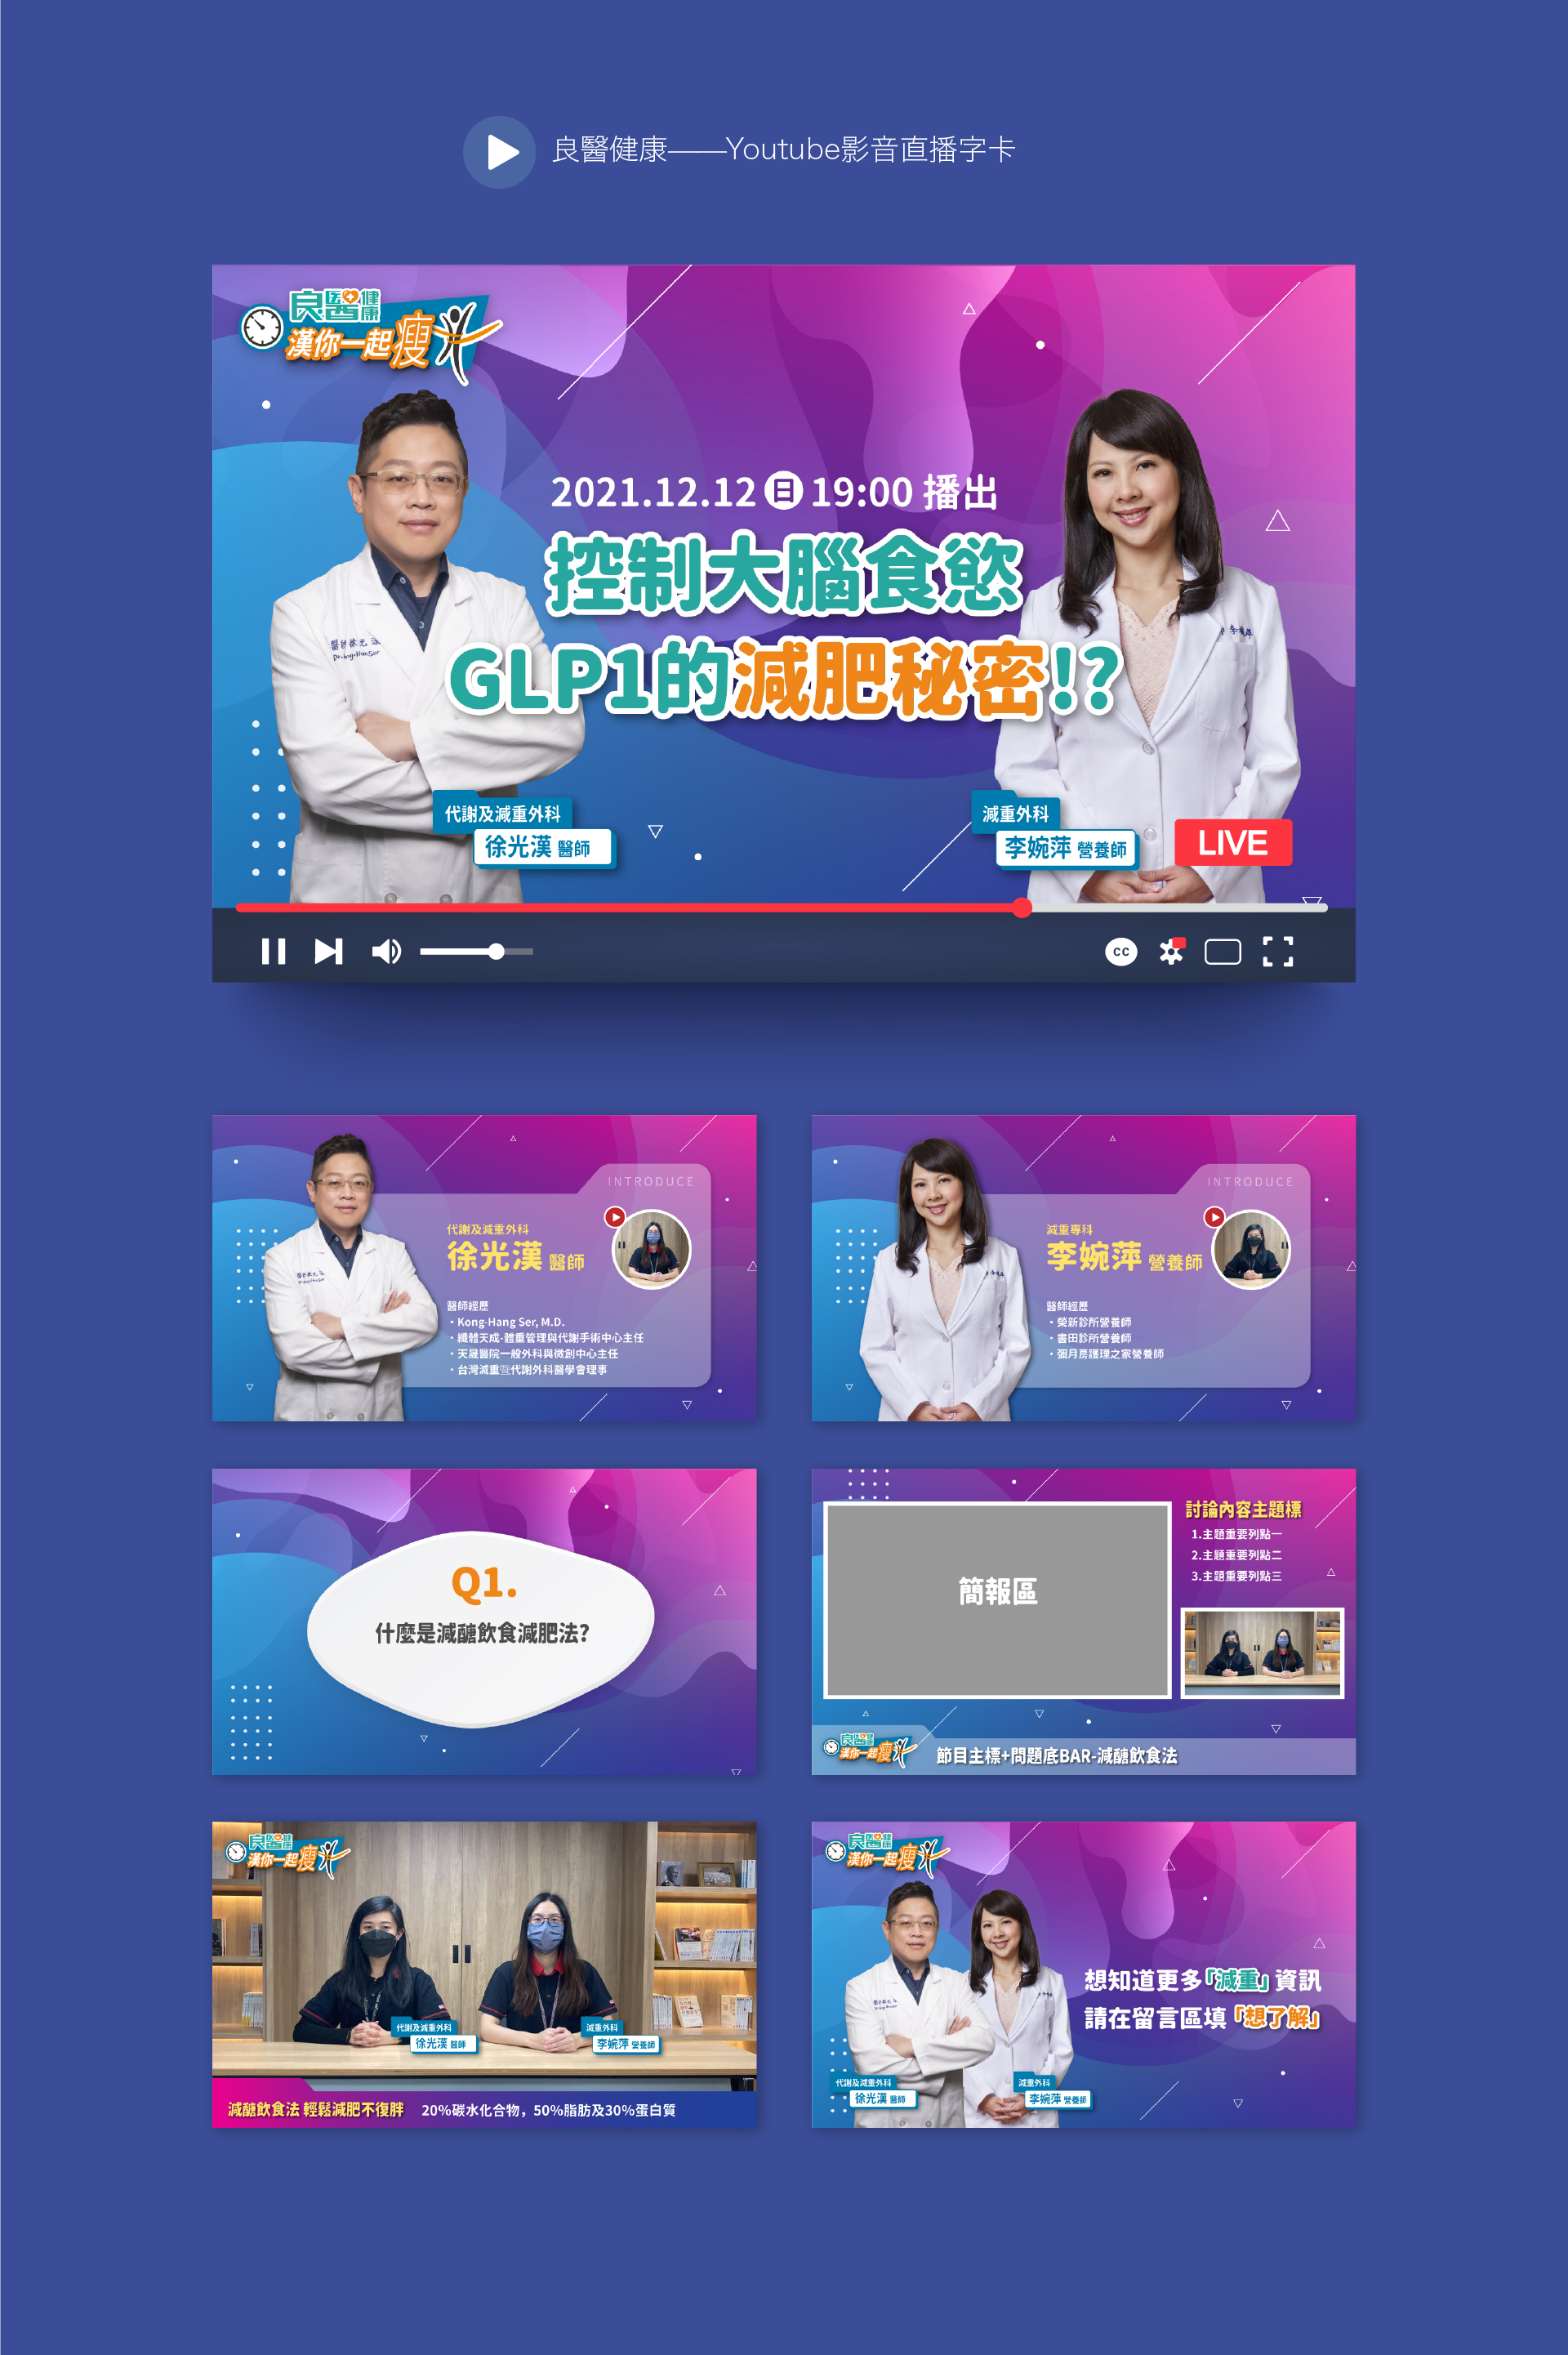 良醫健康——Youtube影音直播字卡
良醫健康
漢你一起瘦
2021.12.12 日 19:00 播出
控制大腦食慾
GLP1的減肥秘密!?
代謝及減重外科
徐光漢 醫師
減重外科
李婉萍 營養師
LIVE
CC
INTRODUCE
代謝及減重外科
徐光漢 醫師
醫師經歷
・Kong-Hang Ser, M.D.
・纖體天成-體重管理與代謝手術中心主任
・天晟醫院一般外科與微創中心主任
・台灣減重暨代謝外科醫學會理事
INTRODUCE
減重專科
李婉萍 營養師
醫師經歷
・榮新診所營養師
・書田診所營養師
・彌月房護理之家營養師
Q1.
什麼是減醣飲食減肥法?
簡報區
討論內容主題標
1.主題重要列點一
2.主題重要列點二
3.主題重要列點三
良醫健康
漢你一起瘦
節目主標+問題底BAR-減醣飲食法
良醫健康
漢你一起瘦
代謝及減重外科
徐光漢 醫師
減重外科
李婉萍 營養師
減醣飲食法 輕鬆減肥不復胖 20%碳水化合物，50%脂肪及30%蛋白質
良醫健康
漢你一起瘦
想知道更多「減重」資訊
請在留言區填「想了解」
代謝及減重外科
徐光漢 醫師
減重外科
李婉萍 營養師